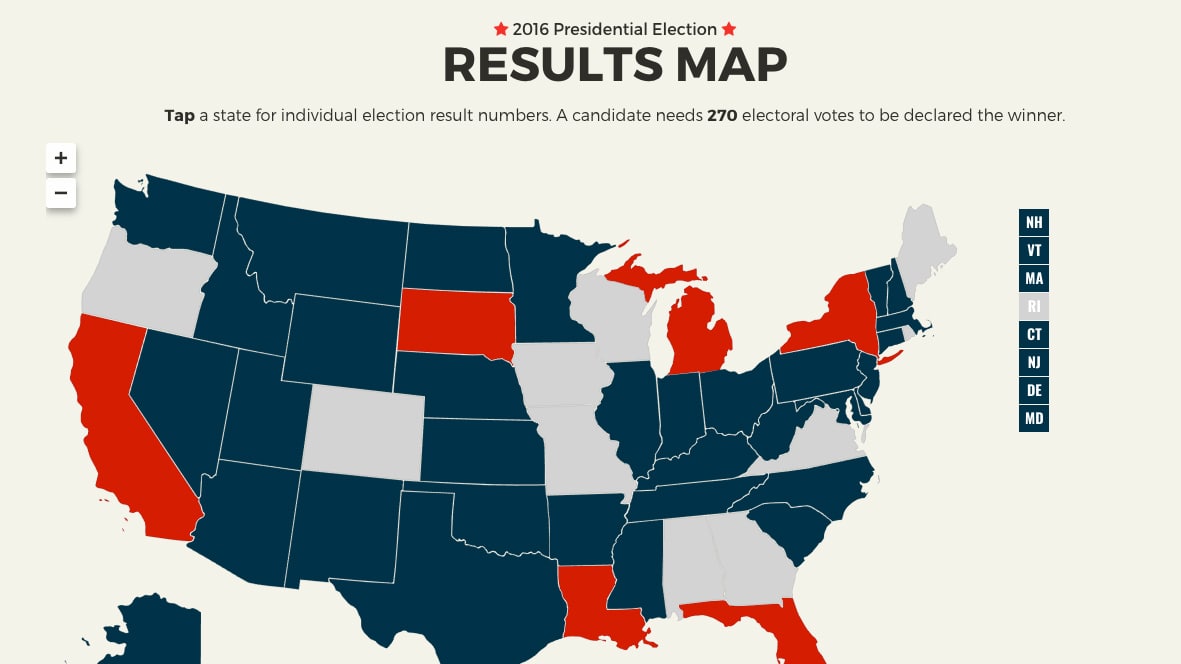 2016 Presidential Election
RESULTS MAP
Tap a state for individual election result numbers. A candidate needs 270 electoral votes to be declared the winner.
+
−
NH
VT
MA
RI
CT
NJ
DE
MD